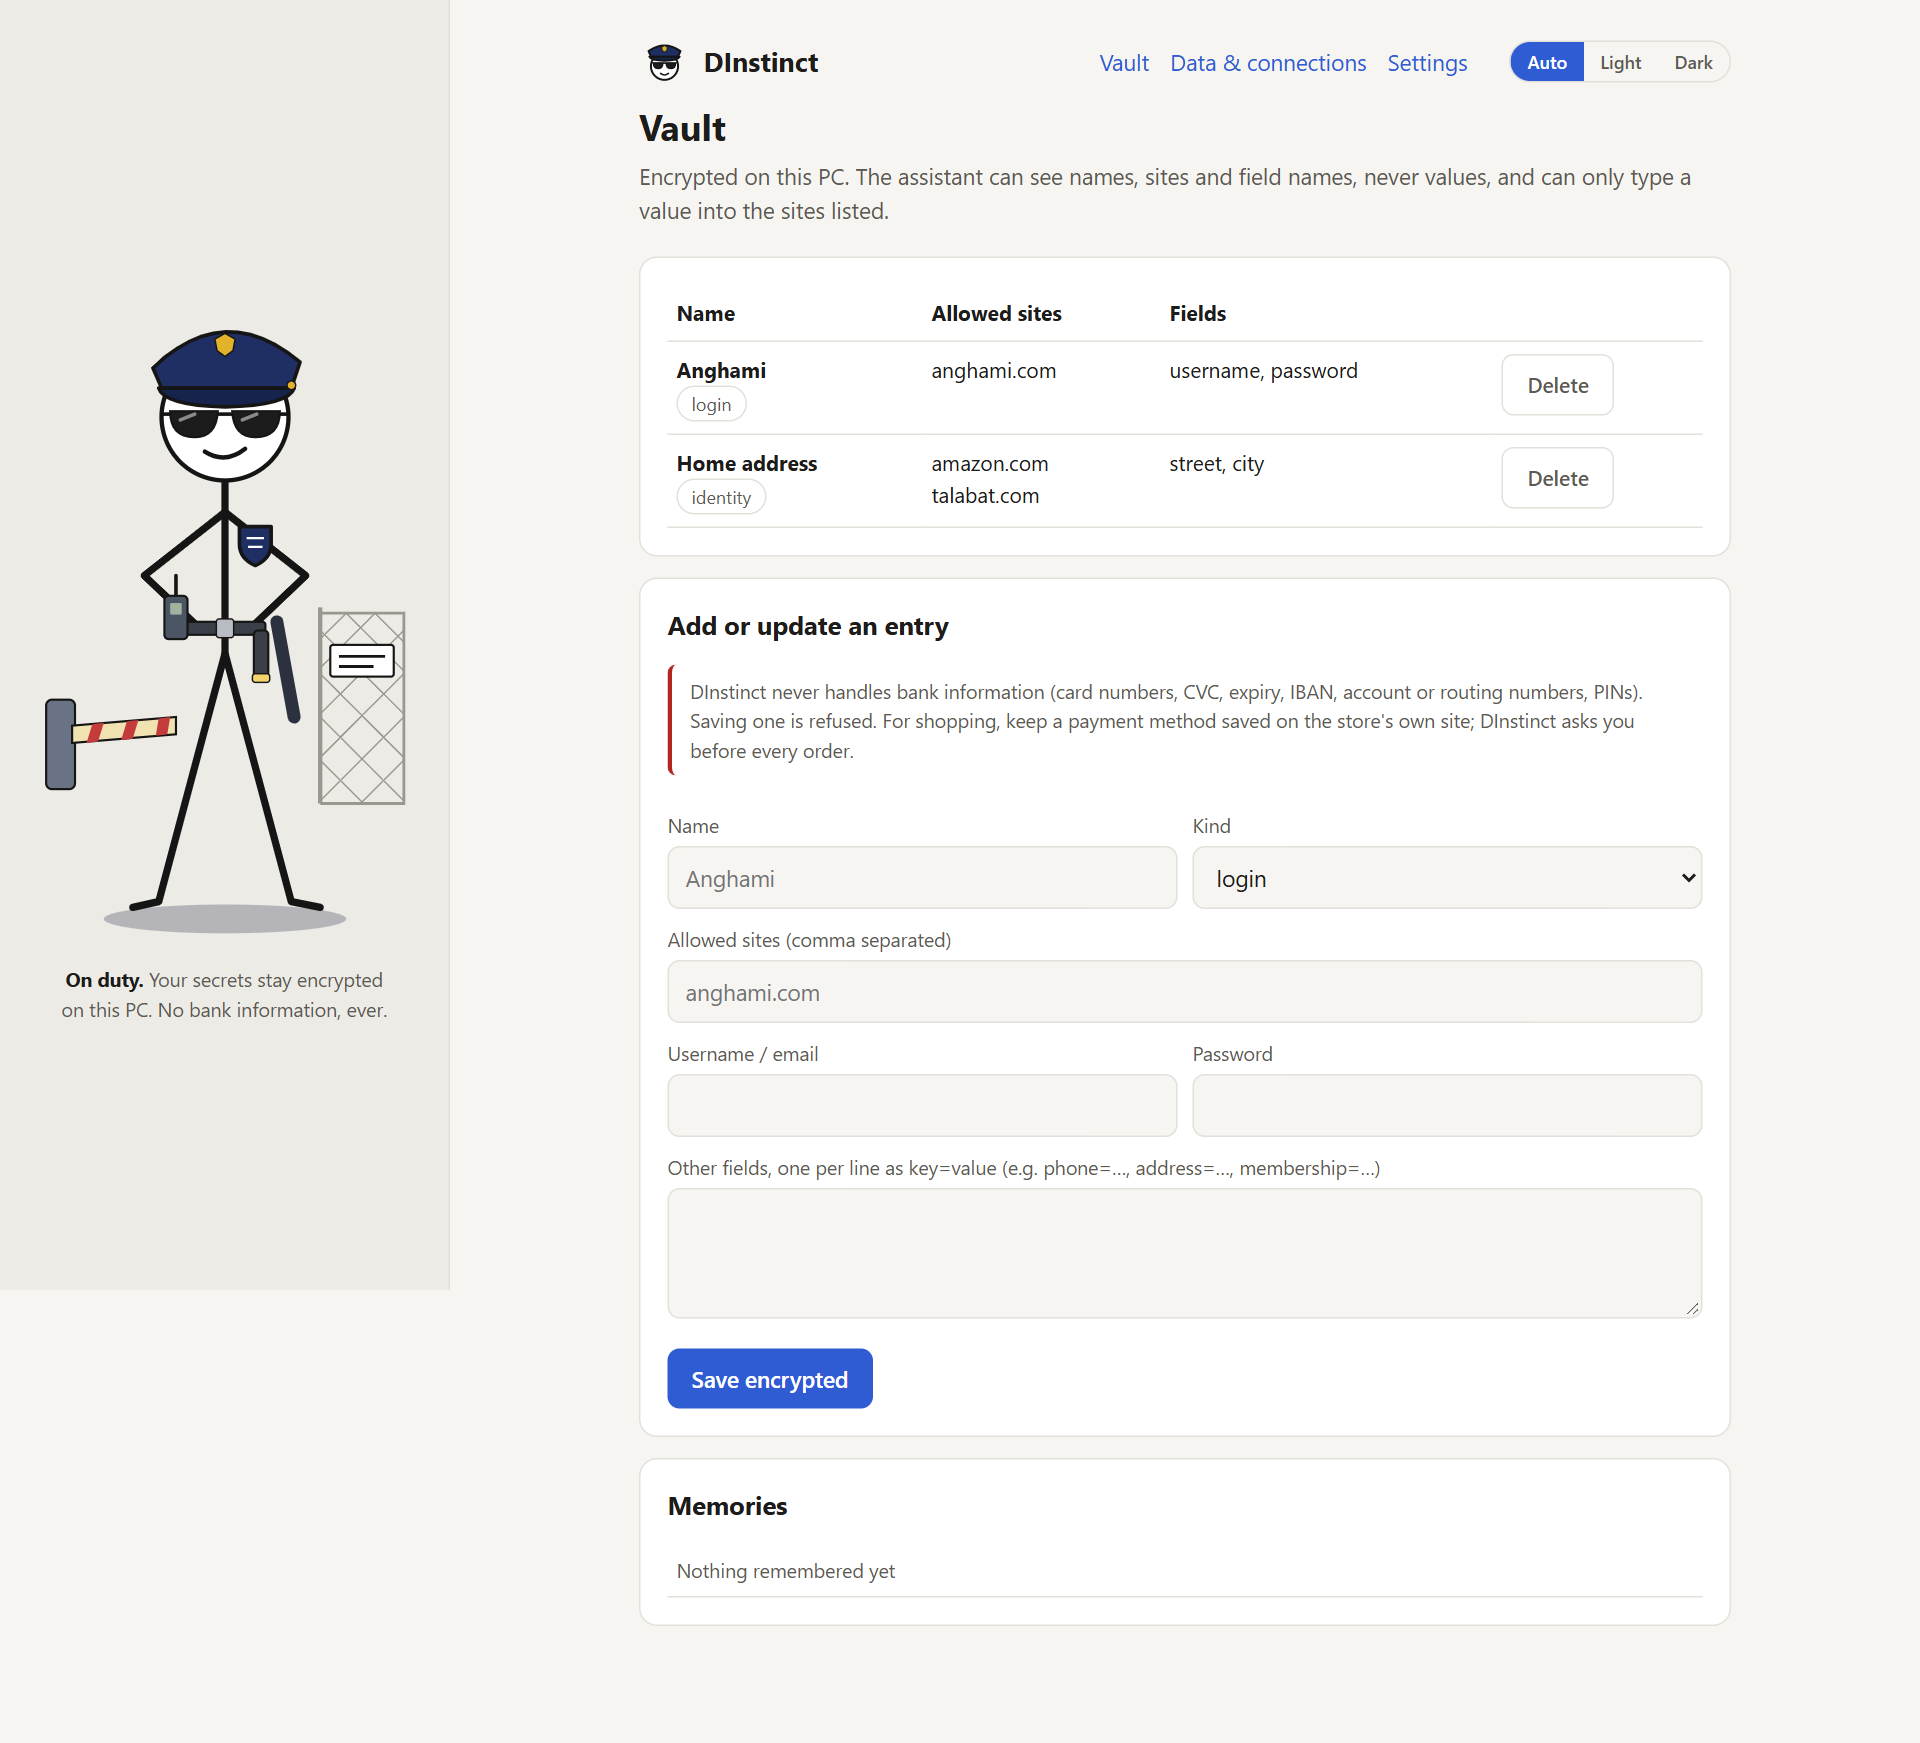 DInstinct
Vault
Data & connections
Settings
Auto
Light
Dark
Vault
Encrypted on this PC. The assistant can see names, sites and field names, never values, and can only type a
value into the sites listed.
Name
Allowed sites
Fields
Anghami
login
anghami.com
username, password
Delete
Home address
identity
amazon.com
talabat.com
street, city
Delete
Add or update an entry
DInstinct never handles bank information (card numbers, CVC, expiry, IBAN, account or routing numbers, PINs).
Saving one is refused. For shopping, keep a payment method saved on the store's own site; DInstinct asks you
before every order.
Name
Kind
Anghami
login
Allowed sites (comma separated)
anghami.com
Username / email
Password
Other fields, one per line as key=value (e.g. phone=..., address=..., membership=...)
Save encrypted
Memories
Nothing remembered yet
On duty. Your secrets stay encrypted
on this PC. No bank information, ever.